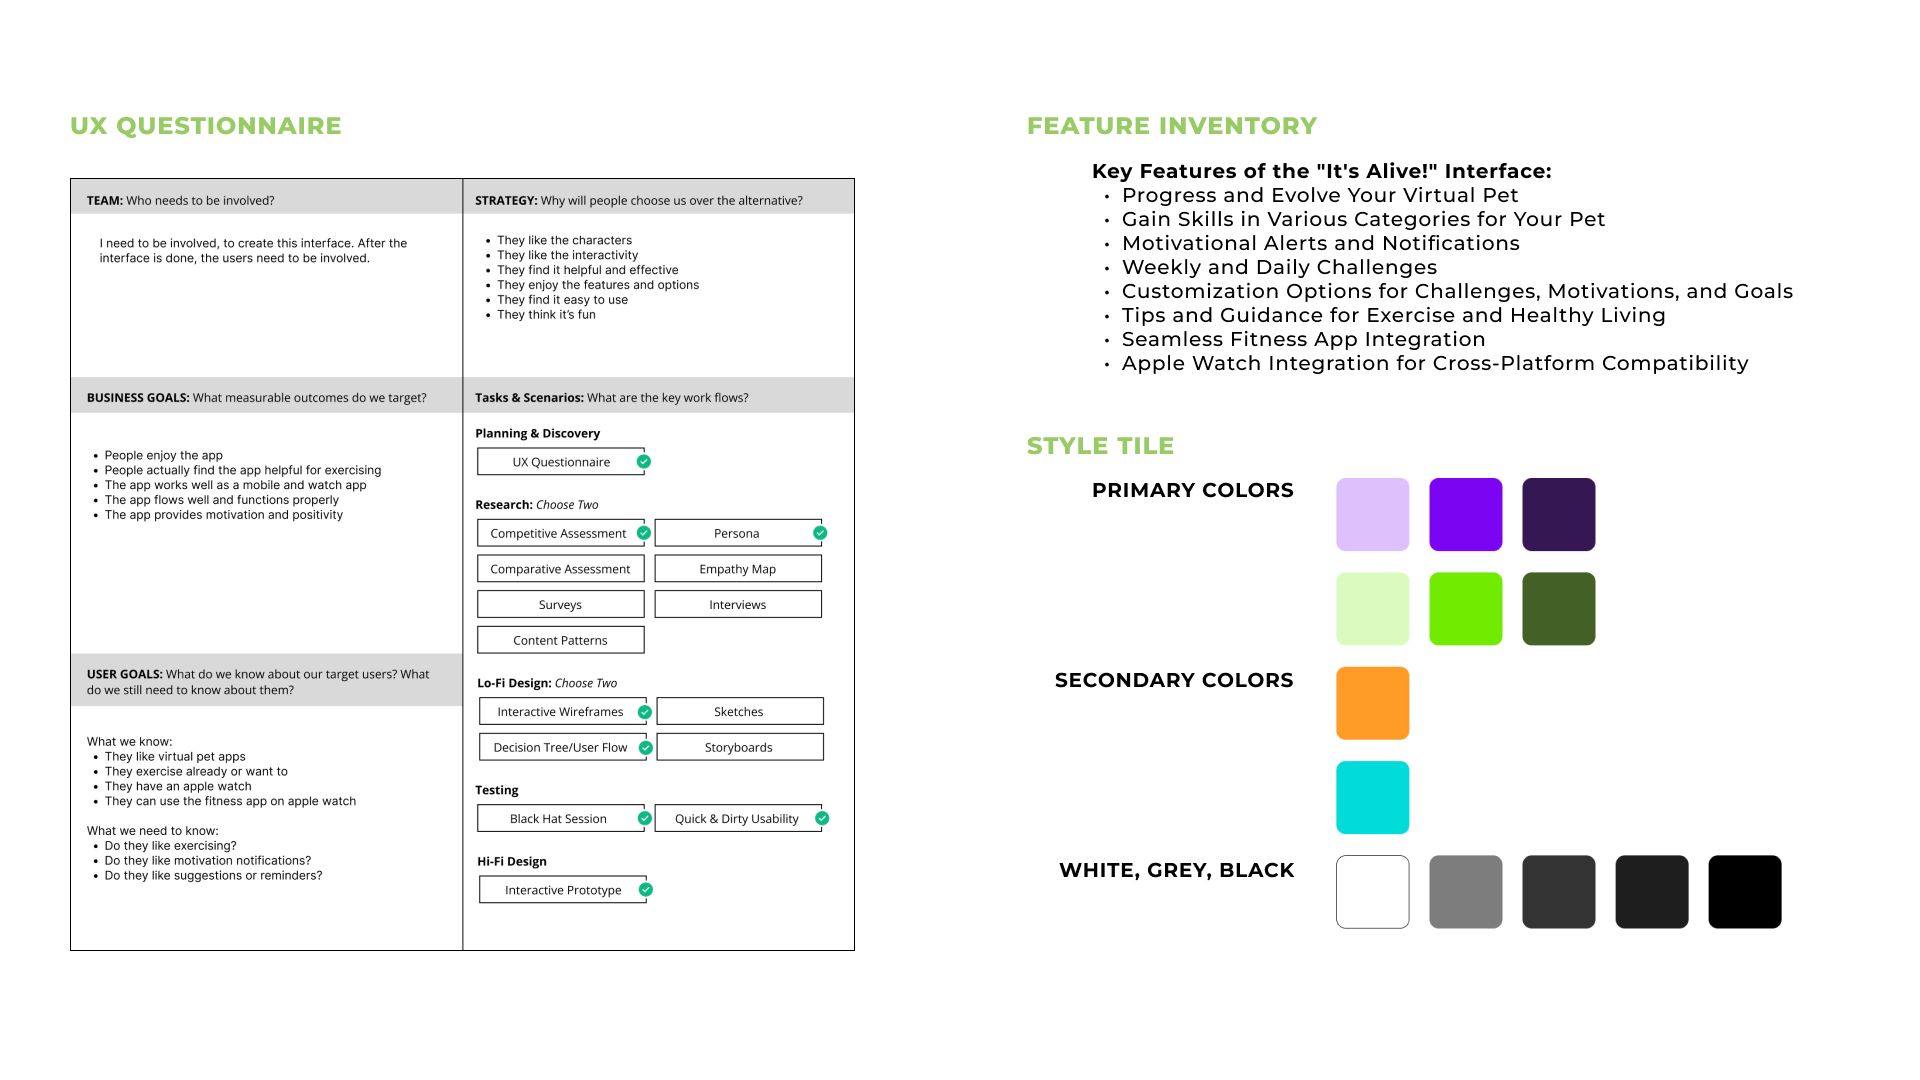 UX QUESTIONNAIRE
TEAM: Who needs to be involved?
I need to be involved, to create this interface. After the
interface is done, the users need to be involved.
STRATEGY: Why will people choose us over the alternative?
• They like the characters
• They like the interactivity
• They find it helpful and effective
• They enjoy the features and options
• They find it easy to use
• They think it's fun
BUSINESS GOALS: What measurable outcomes do we target?
• People enjoy the app
• People actually find the app helpful for exercising
• The app works well as a mobile and watch app
• The app flows well and functions properly
• The app provides motivation and positivity
USER GOALS: What do we know about our target users? What
do we still need to know about them?
What we know:
• They like virtual pet apps
• They exercise already or want to
• They have an apple watch
• They can use the fitness app on apple watch
What we need to know:
• Do they like exercising?
• Do they like motivation notifications?
• Do they like suggestions or reminders?
Tasks & Scenarios: What are the key work flows?
Planning & Discovery
UX Questionnaire
Research: Choose Two
Competitive Assessment
Persona
Comparative Assessment
Empathy Map
Surveys
Interviews
Content Patterns
Lo-Fi Design: Choose Two
Interactive Wireframes
Sketches
Decision Tree/User Flow
Storyboards
Testing
Black Hat Session
Quick & Dirty Usability
Hi-Fi Design
Interactive Prototype
FEATURE INVENTORY
Key Features of the "It's Alive!" Interface:
• Progress and Evolve Your Virtual Pet
• Gain Skills in Various Categories for Your Pet
• Motivational Alerts and Notifications
• Weekly and Daily Challenges
• Customization Options for Challenges, Motivations, and Goals
• Tips and Guidance for Exercise and Healthy Living
• Seamless Fitness App Integration
• Apple Watch Integration for Cross-Platform Compatibility
STYLE TILE
PRIMARY COLORS
SECONDARY COLORS
WHITE, GREY, BLACK